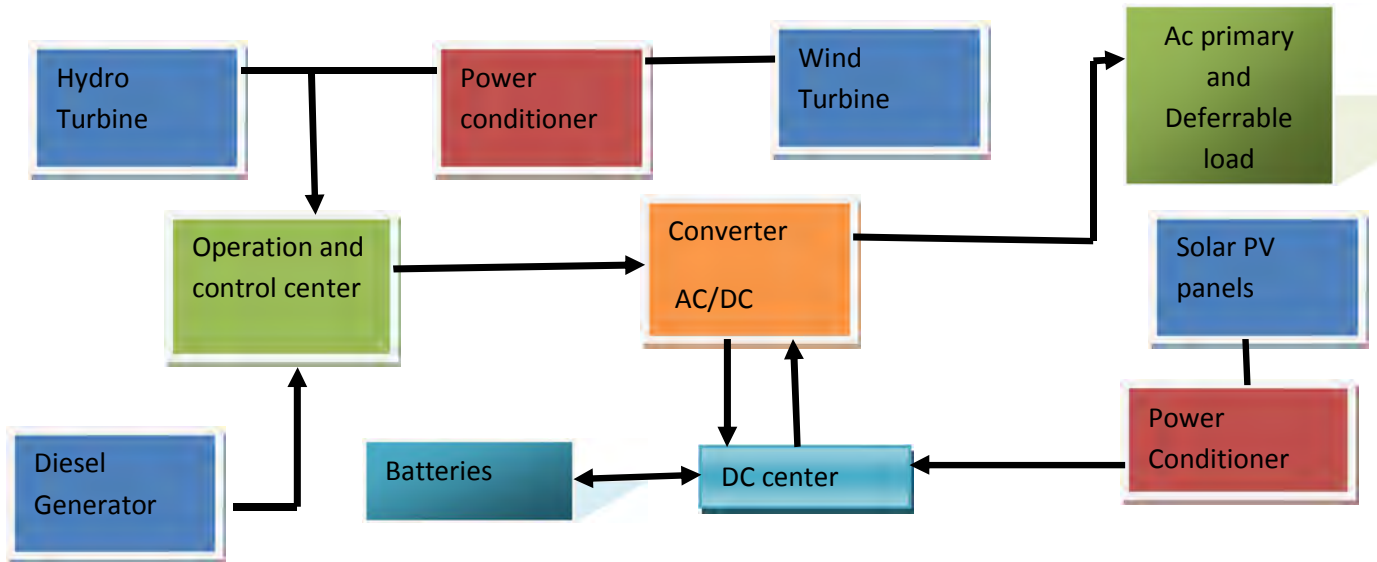 Hydro
Turbine
Power
conditioner
Wind
Turbine
Ac primary
and
Deferrable
load
Operation and
control center
Converter
AC/DC
Solar PV
panels
Diesel
Generator
Batteries
DC center
Power
Conditioner